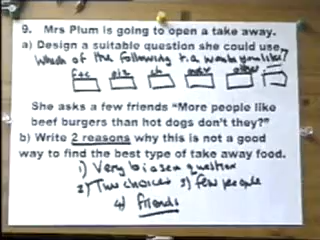 9. Mrs Plum is going to open a take away.
a) Design a suitable question she could use.
Which of the following t.a would you like?
f+c piz ch other
She asks a few friends "More people like
beef burgers than hot dogs don't they?"
b) Write 2 reasons why this is not a good
way to find the best type of take away food.
1) Very biased question
2) Two choices 3) few people
4) friends